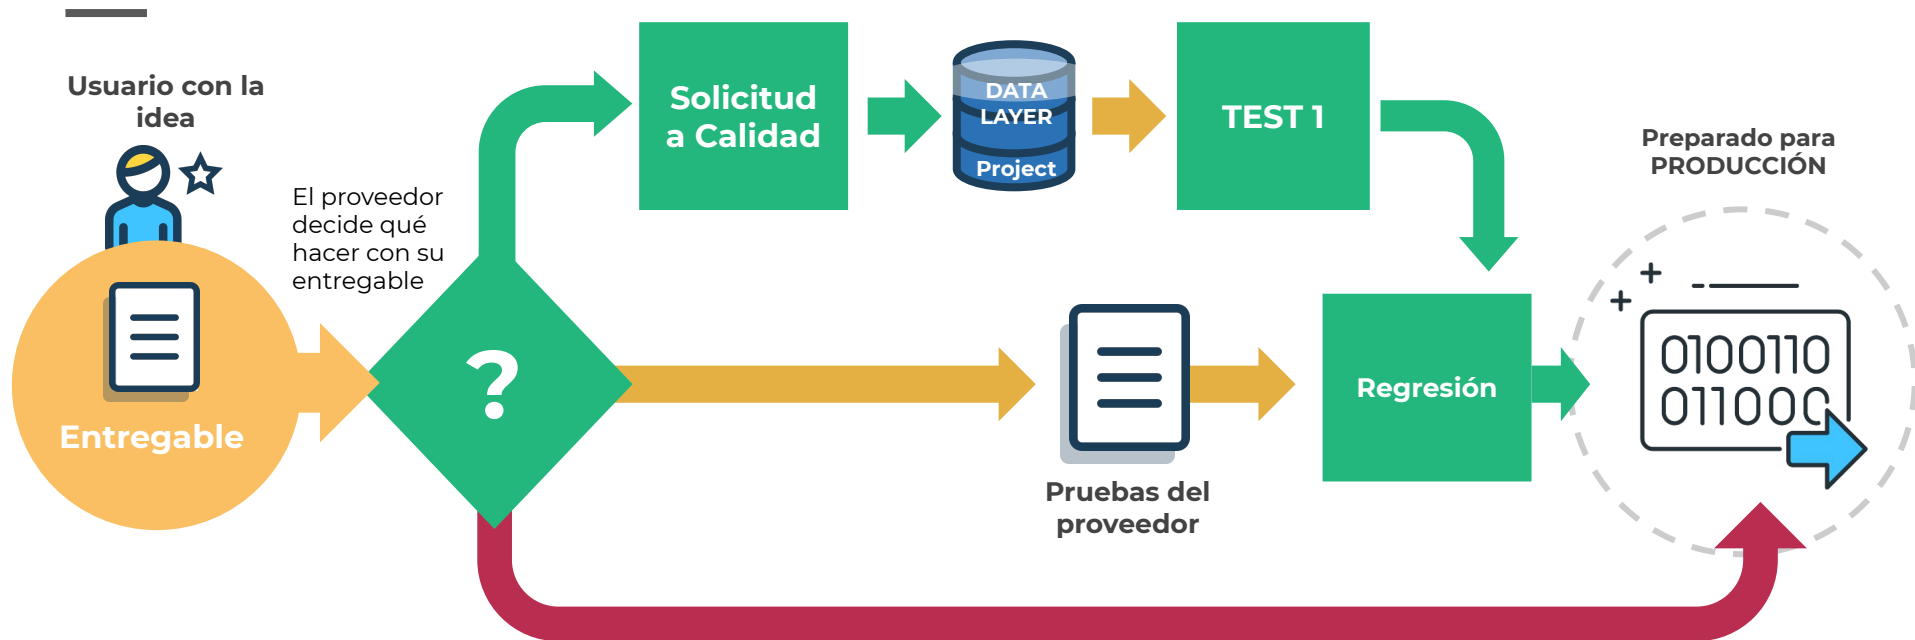 Usuario con la
idea
Entregable
El proveedor
decide qué
hacer con su
entregable
?
Solicitud
a Calidad
DATA
LAYER
Project
TEST 1
Pruebas del
proveedor
Regresión
Preparado para
PRODUCCIÓN
0100110
011000